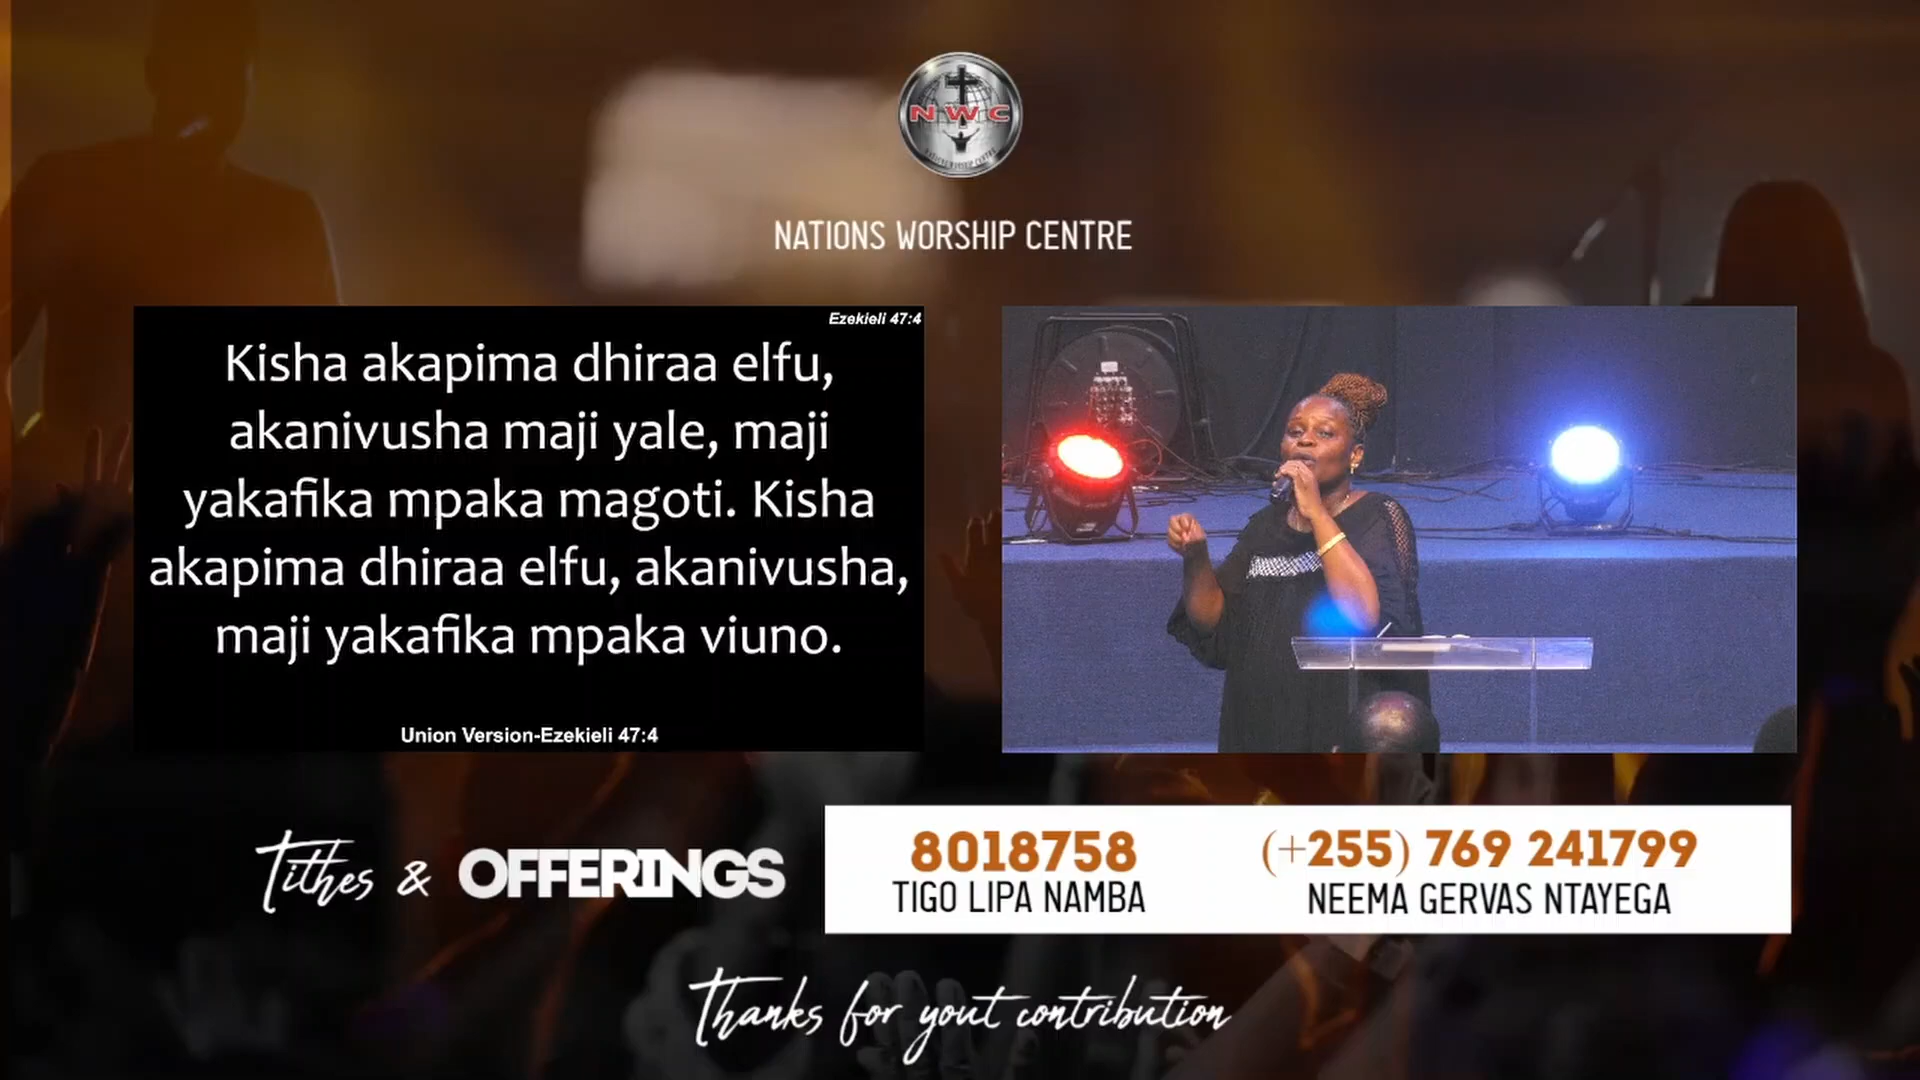 NWC
NATIONS WORSHIP CENTRE
Ezekieli 47:4
Kisha akapima dhiraa elfu,
akanivusha maji yale, maji
yakafika mpaka magoti. Kisha
akapima dhiraa elfu, akanivusha,
maji yakafika mpaka viuno.
Union Version-Ezekieli 47:4
Tithes & OFFERINGS
8018758
TIGO LIPA NAMBA
(+255) 769 241799
NEEMA GERVAS NTAYEGA
Thanks for yout contribution